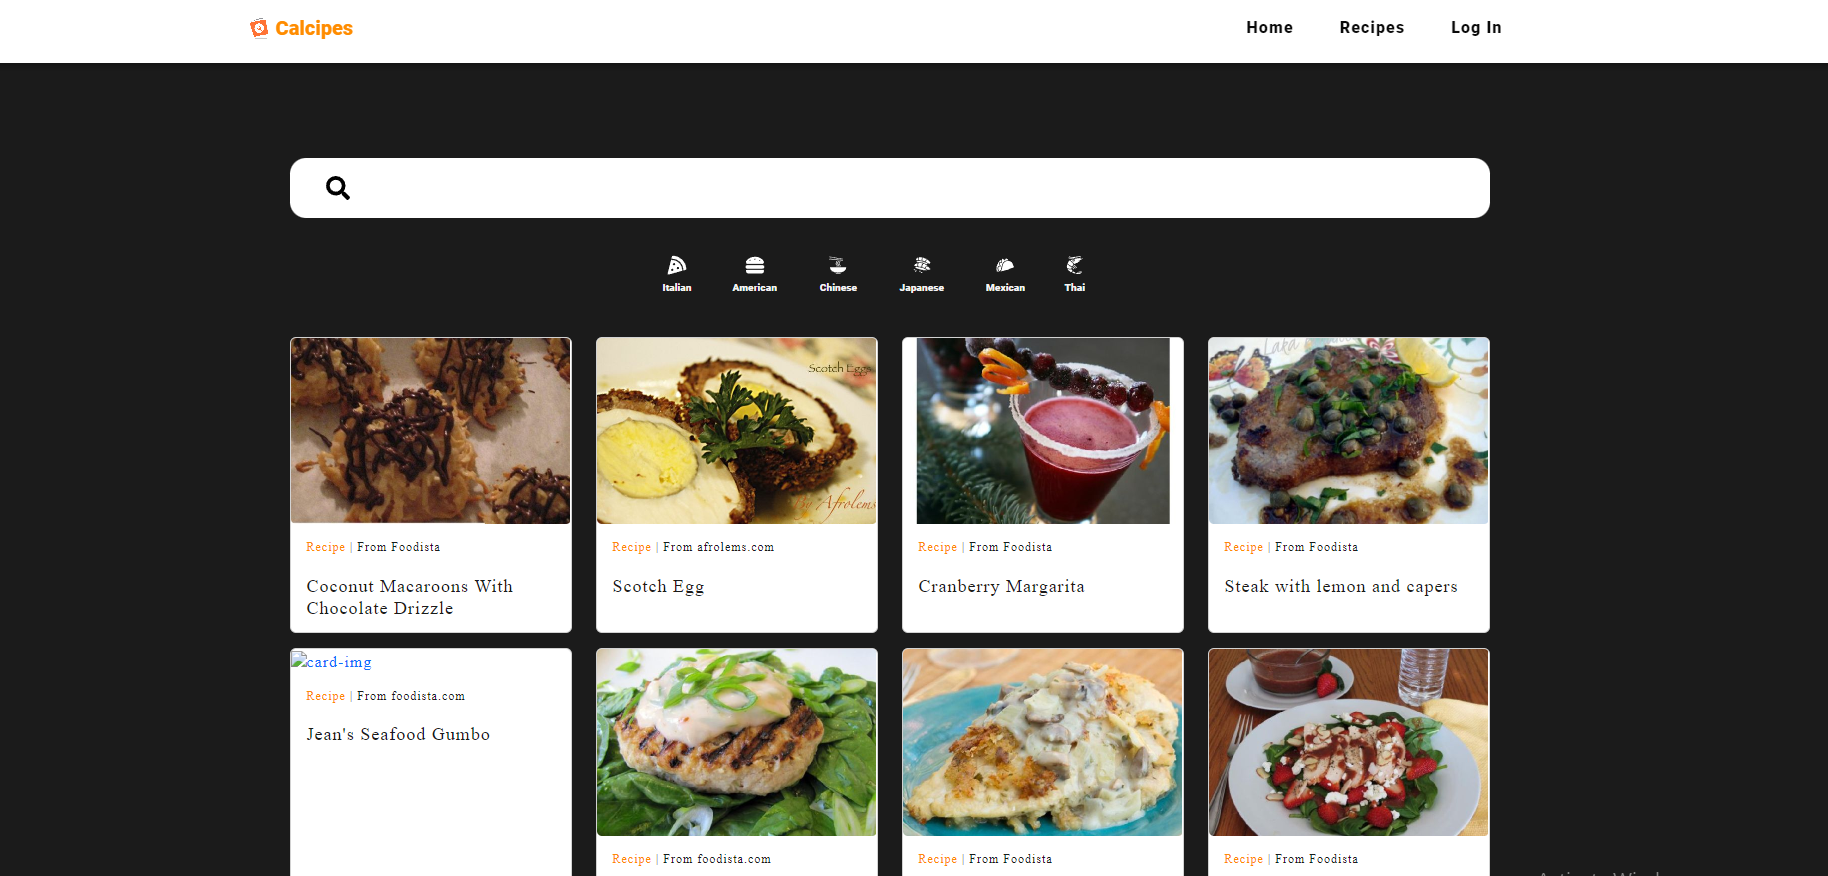 Calcipes
Home Recipes Log In
Italian American Chinese Japanese Mexican Thai
Scotch Eggs
By Afrolems
Recipe | From Foodista
Coconut Macaroons With
Chocolate Drizzle
Recipe | From afrolems.com
Scotch Egg
Recipe | From Foodista
Cranberry Margarita
Recipe | From Foodista
Steak with lemon and capers
card-img
Recipe | From foodista.com
Jean's Seafood Gumbo
Recipe | From foodista.com
Recipe | From Foodista
Recipe | From Foodista